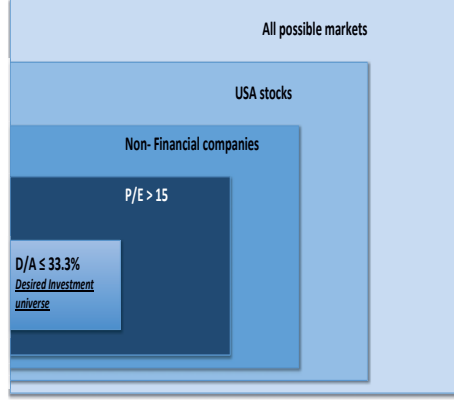 All possible markets
USA stocks
Non- Financial companies
P/E > 15
D/A ≤ 33.3%
Desired Investment
universe